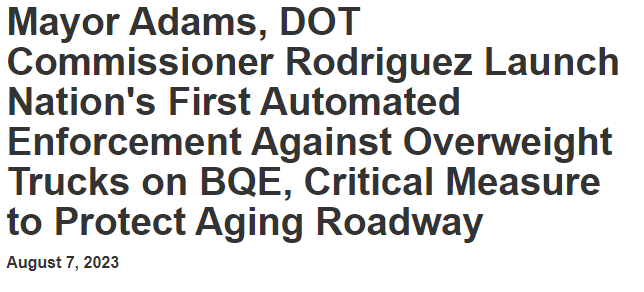 Mayor Adams, DOT
Commissioner Rodriguez Launch
Nation's First Automated
Enforcement Against Overweight
Trucks on BQE, Critical Measure
to Protect Aging Roadway
August 7, 2023